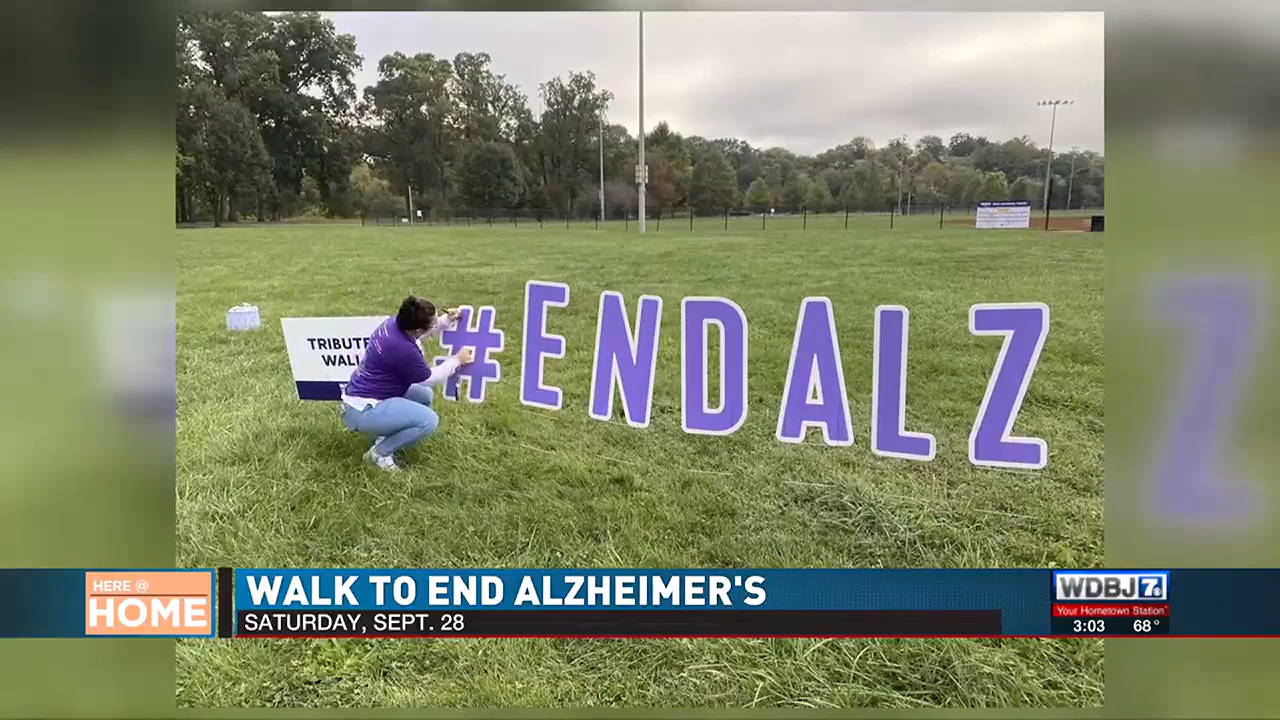 TRIBUTE
WALL
#ENDALZ
HERE @
HOME
WALK TO END ALZHEIMER'S
SATURDAY, SEPT. 28
WDBJ7
Your Hometown Station
3:03 68°